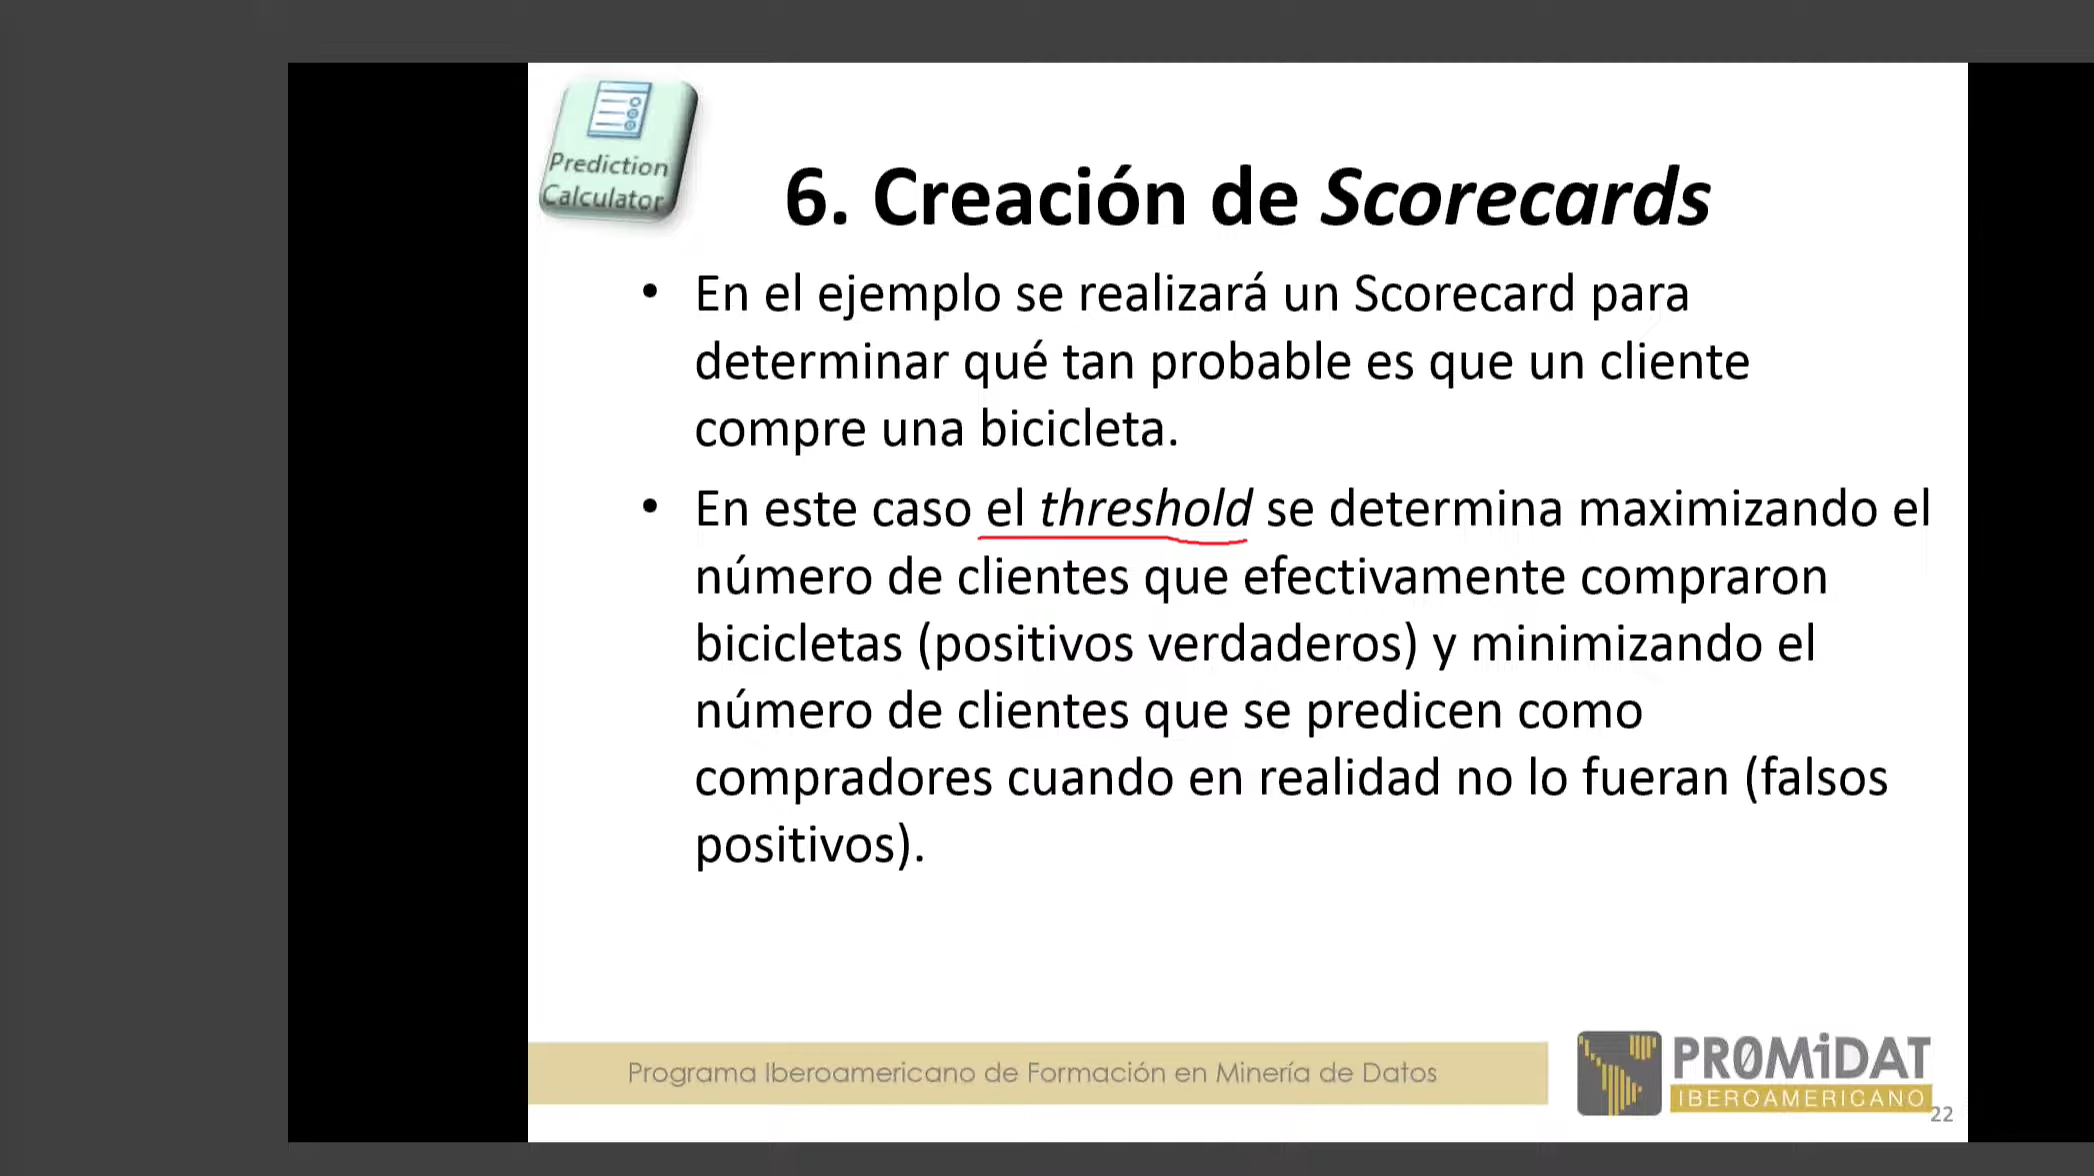 Prediction
Calculator
6. Creación de Scorecards
• En el ejemplo se realizará un Scorecard para
determinar qué tan probable es que un cliente
compre una bicicleta.
• En este caso el threshold se determina maximizando el
número de clientes que efectivamente compraron
bicicletas (positivos verdaderos) y minimizando el
número de clientes que se predicen como
compradores cuando en realidad no lo fueran (falsos
positivos).
Programa Iberoamericano de Formación en Minería de Datos
PR0MiDAT
IBEROAMERICANO
22